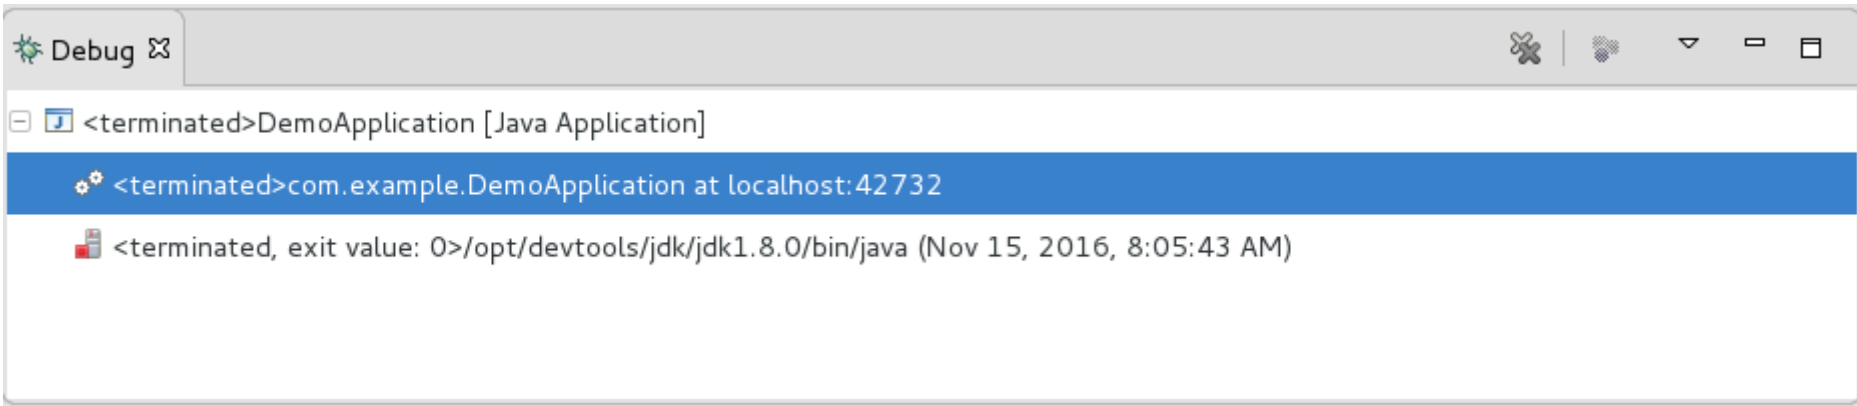 Debug
<terminated>DemoApplication [Java Application]
<terminated>com.example.DemoApplication at localhost:42732
<terminated, exit value: 0>/opt/devtools/jdk/jdk1.8.0/bin/java (Nov 15, 2016, 8:05:43 AM)